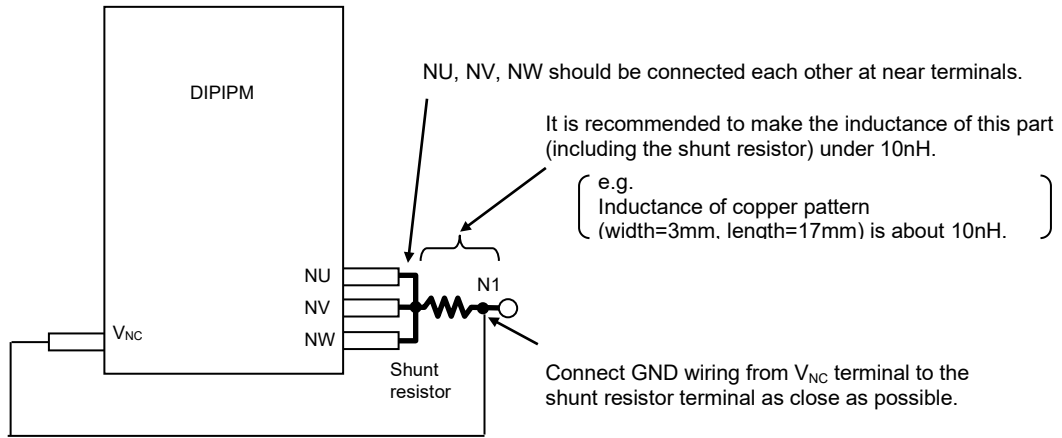 NU, NV, NW should be connected each other at near terminals.
DIPIPM
It is recommended to make the inductance of this part
(including the shunt resistor) under 10nH.
e.g.
Inductance of copper pattern
(width=3mm, length=17mm) is about 10nH.
NU
N1
NV
VNC
NW
Shunt
resistor
Connect GND wiring from VNC terminal to the
shunt resistor terminal as close as possible.